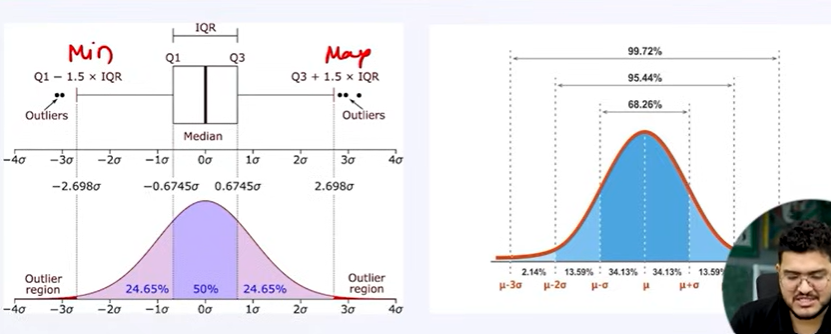 IQR
Min
Max
Q1
Q3
Q1 − 1.5 × IQR
Q3 + 1.5 × IQR
Outliers
Outliers
Median
−4σ −3σ −2σ −1σ 0σ 1σ 2σ 3σ 4σ
−2.698σ −0.6745σ 0.6745σ 2.698σ
Outlier
region
24.65% 50% 24.65%
Outlier
region
−4σ −3σ −2σ −1σ 0σ 1σ 2σ 3σ 4σ
99.72%
95.44%
68.26%
2.14% 13.59% 34.13% 34.13% 13.59
μ-3σ μ-2σ μ-σ μ μ+σ